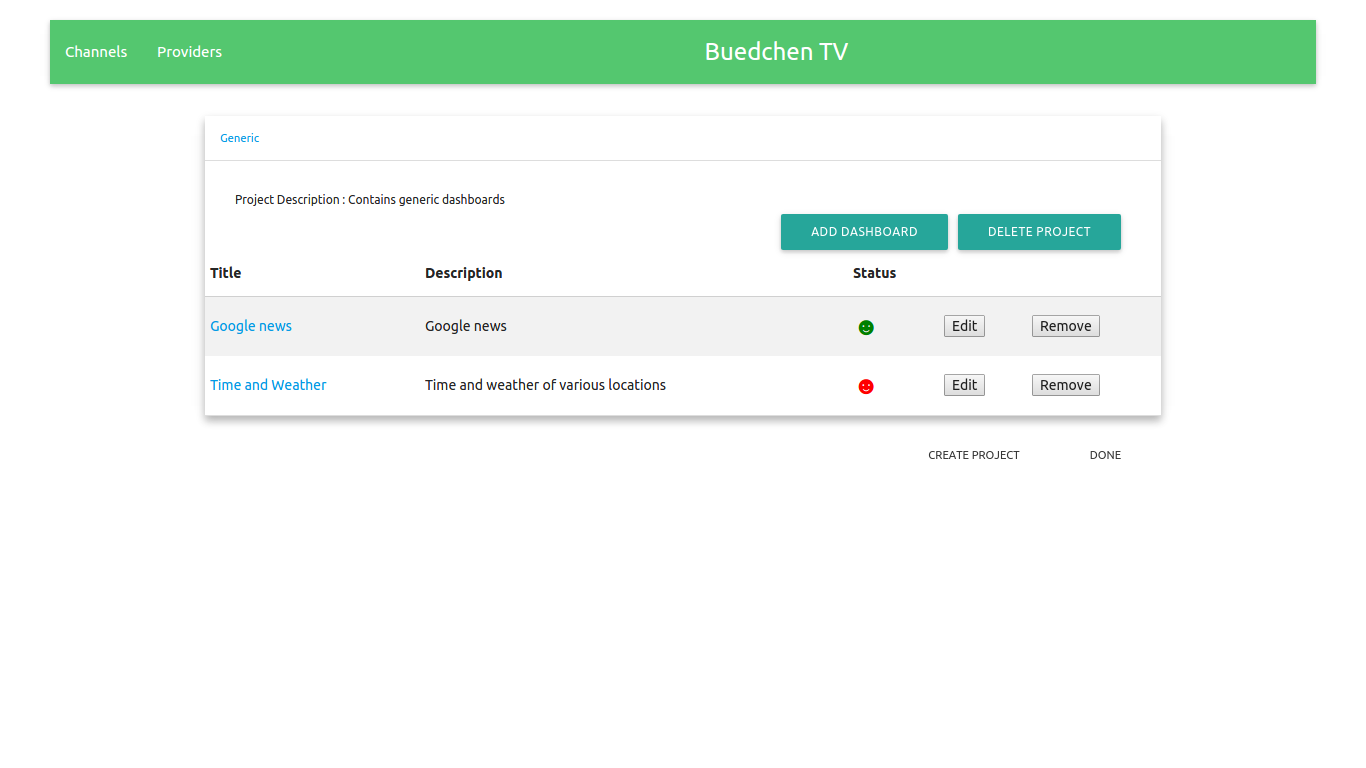 Channels Providers Buedchen TV
Generic
Project Description : Contains generic dashboards
ADD DASHBOARD DELETE PROJECT
Title Description Status
Google news Google news Edit Remove
Time and Weather Time and weather of various locations Edit Remove
CREATE PROJECT DONE